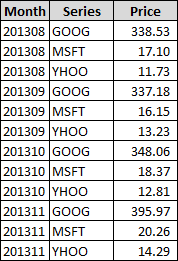 Month Series Price
201308 GOOG 338.53
201308 MSFT 17.10
201308 YHOO 11.73
201309 GOOG 337.18
201309 MSFT 16.15
201309 YHOO 13.23
201310 GOOG 348.06
201310 MSFT 18.37
201310 YHOO 12.81
201311 GOOG 395.97
201311 MSFT 20.26
201311 YHOO 14.29